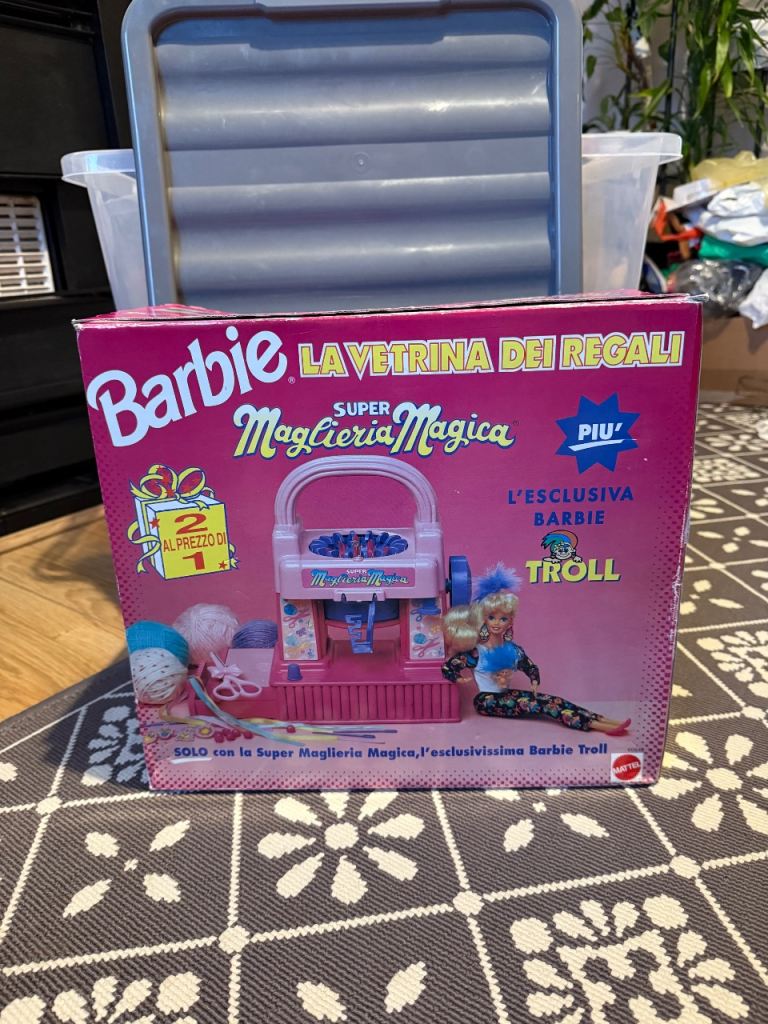 Barbie® LA VETRINA DEI REGALI
SUPER
Maglieria Magica
PIU'
L'ESCLUSIVA
BARBIE
TROLL
2
AL PREZZO DI
1
SUPER
Maglieria Magica
SOLO con la Super Maglieria Magica, l'esclusivissima Barbie Troll
MATTEL